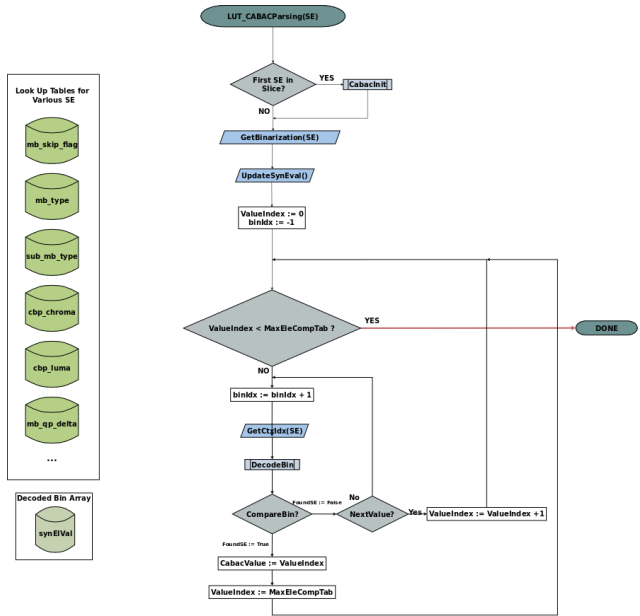 LUT_CABACParsing(SE)
First SE in
Slice?
YES
CabacInit
NO
GetBinarization(SE)
UpdateSynEval()
ValueIndex := 0
binIdx := -1
ValueIndex < MaxEleCompTab ?
YES
DONE
NO
binIdx := binIdx + 1
GetCtxIdx(SE)
DecodeBin
CompareBin?
FoundSE := False
No
NextValue?
Yes
ValueIndex := ValueIndex +1
FoundSE := True
CabacValue := ValueIndex
ValueIndex := MaxEleCompTab
Look Up Tables for
Various SE
mb_skip_flag
mb_type
sub_mb_type
cbp_chroma
cbp_luma
mb_qp_delta
...
Decoded Bin Array
synElVal